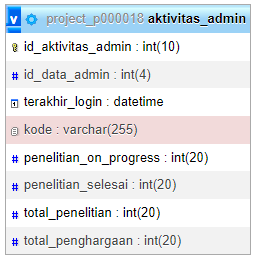 v project_p000018 aktivitas_admin
id_aktivitas_admin : int(10)
# id_data_admin : int(4)
terakhir_login : datetime
kode : varchar(255)
# penelitian_on_progress : int(20)
# penelitian_selesai : int(20)
# total_penelitian : int(20)
# total_penghargaan : int(20)